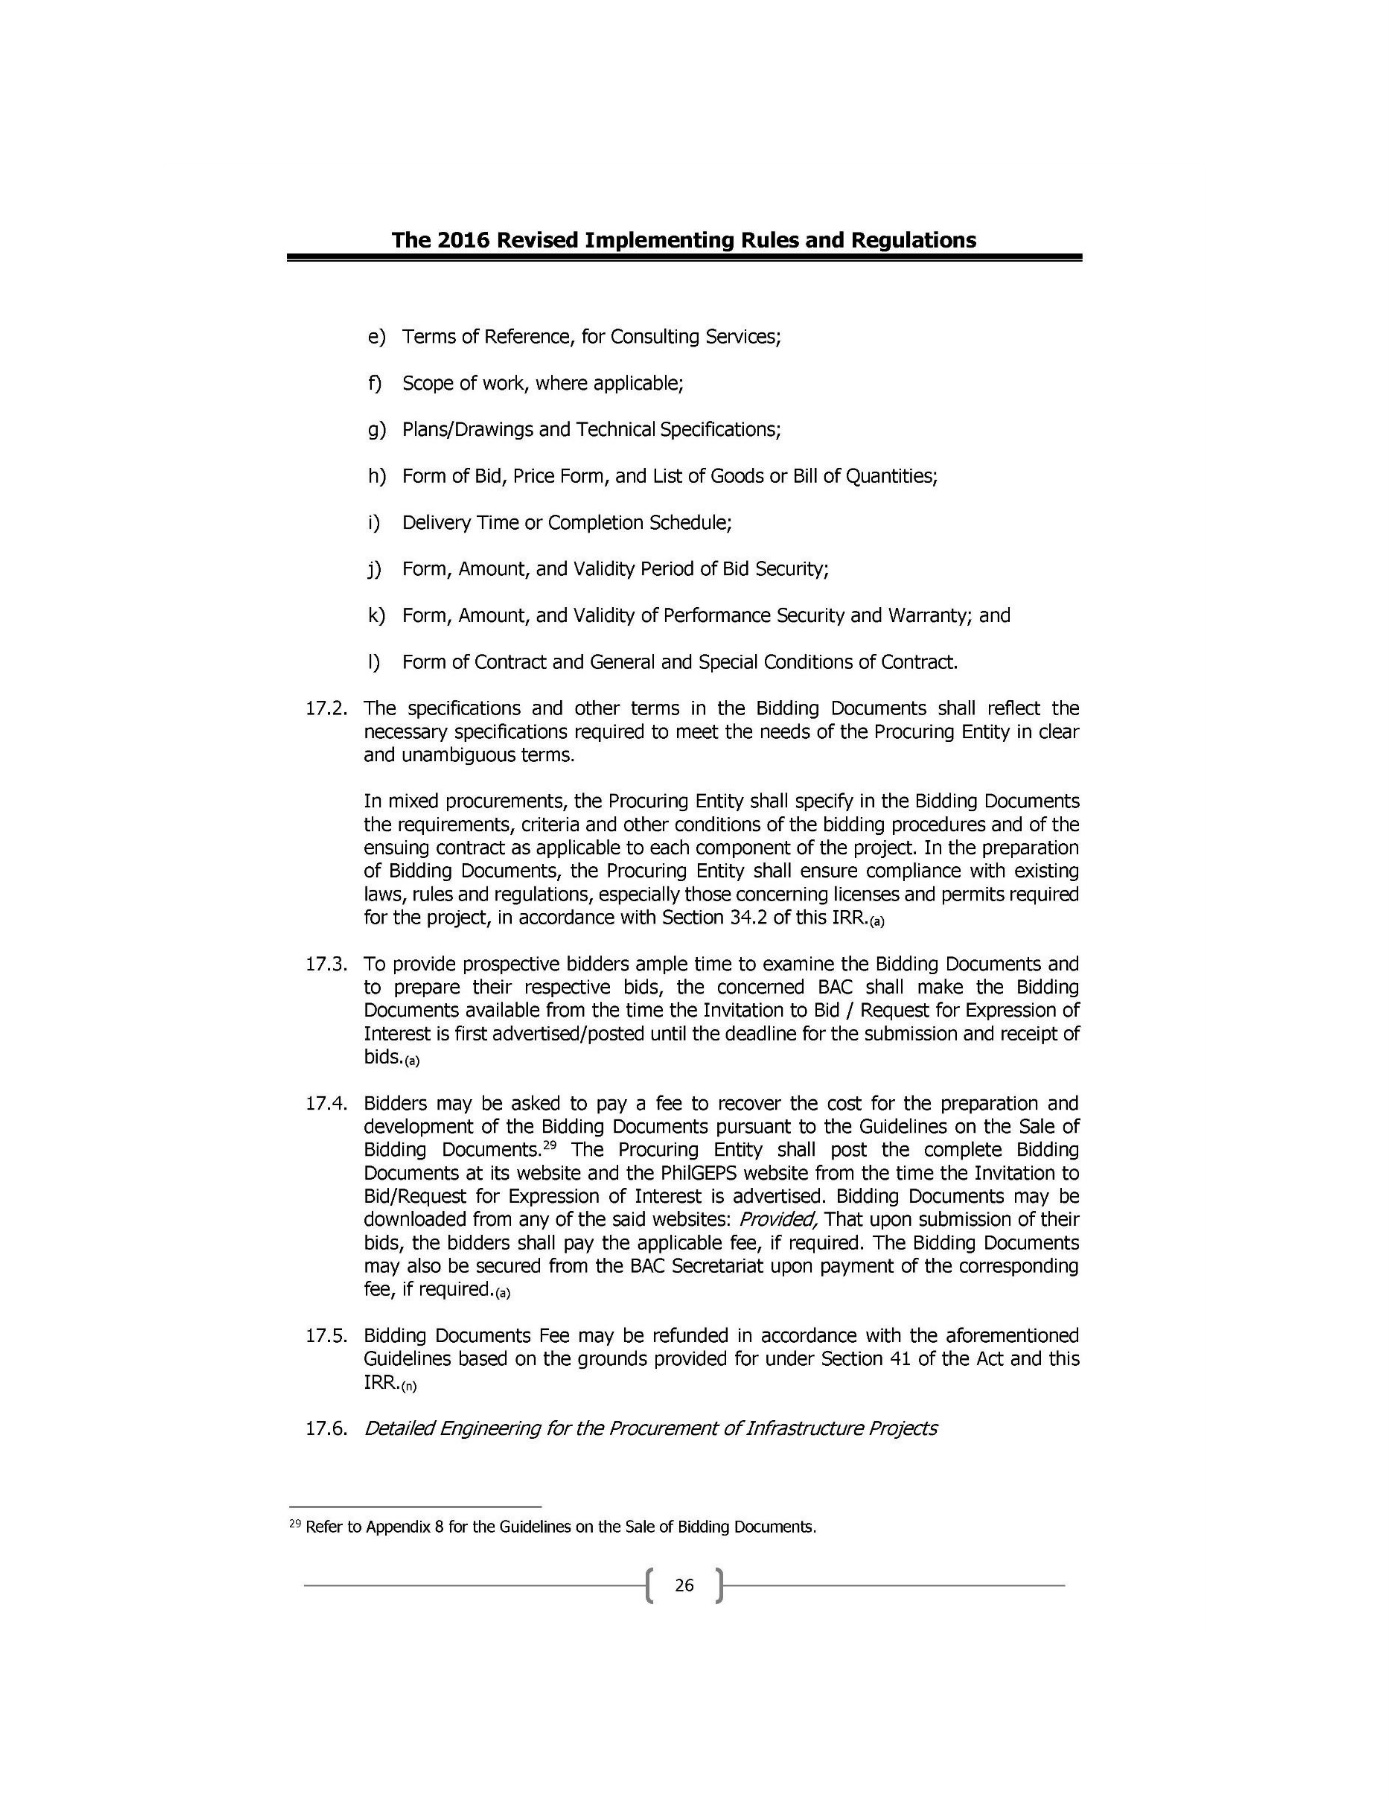 The 2016 Revised Implementing Rules and Regulations
e) Terms of Reference, for Consulting Services;
f) Scope of work, where applicable;
g) Plans/Drawings and Technical Specifications;
h) Form of Bid, Price Form, and List of Goods or Bill of Quantities;
i) Delivery Time or Completion Schedule;
j) Form, Amount, and Validity Period of Bid Security;
k) Form, Amount, and Validity of Performance Security and Warranty; and
l) Form of Contract and General and Special Conditions of Contract.
17.2. The specifications and other terms in the Bidding Documents shall reflect the
necessary specifications required to meet the needs of the Procuring Entity in clear
and unambiguous terms.
In mixed procurements, the Procuring Entity shall specify in the Bidding Documents
the requirements, criteria and other conditions of the bidding procedures and of the
ensuing contract as applicable to each component of the project. In the preparation
of Bidding Documents, the Procuring Entity shall ensure compliance with existing
laws, rules and regulations, especially those concerning licenses and permits required
for the project, in accordance with Section 34.2 of this IRR.(a)
17.3. To provide prospective bidders ample time to examine the Bidding Documents and
to prepare their respective bids, the concerned BAC shall make the Bidding
Documents available from the time the Invitation to Bid / Request for Expression of
Interest is first advertised/posted until the deadline for the submission and receipt of
bids.(a)
17.4. Bidders may be asked to pay a fee to recover the cost for the preparation and
development of the Bidding Documents pursuant to the Guidelines on the Sale of
Bidding Documents.29 The Procuring Entity shall post the complete Bidding
Documents at its website and the PhilGEPS website from the time the Invitation to
Bid/Request for Expression of Interest is advertised. Bidding Documents may be
downloaded from any of the said websites: Provided, That upon submission of their
bids, the bidders shall pay the applicable fee, if required. The Bidding Documents
may also be secured from the BAC Secretariat upon payment of the corresponding
fee, if required.(a)
17.5. Bidding Documents Fee may be refunded in accordance with the aforementioned
Guidelines based on the grounds provided for under Section 41 of the Act and this
IRR.(n)
17.6. Detailed Engineering for the Procurement of Infrastructure Projects
29 Refer to Appendix 8 for the Guidelines on the Sale of Bidding Documents.
26